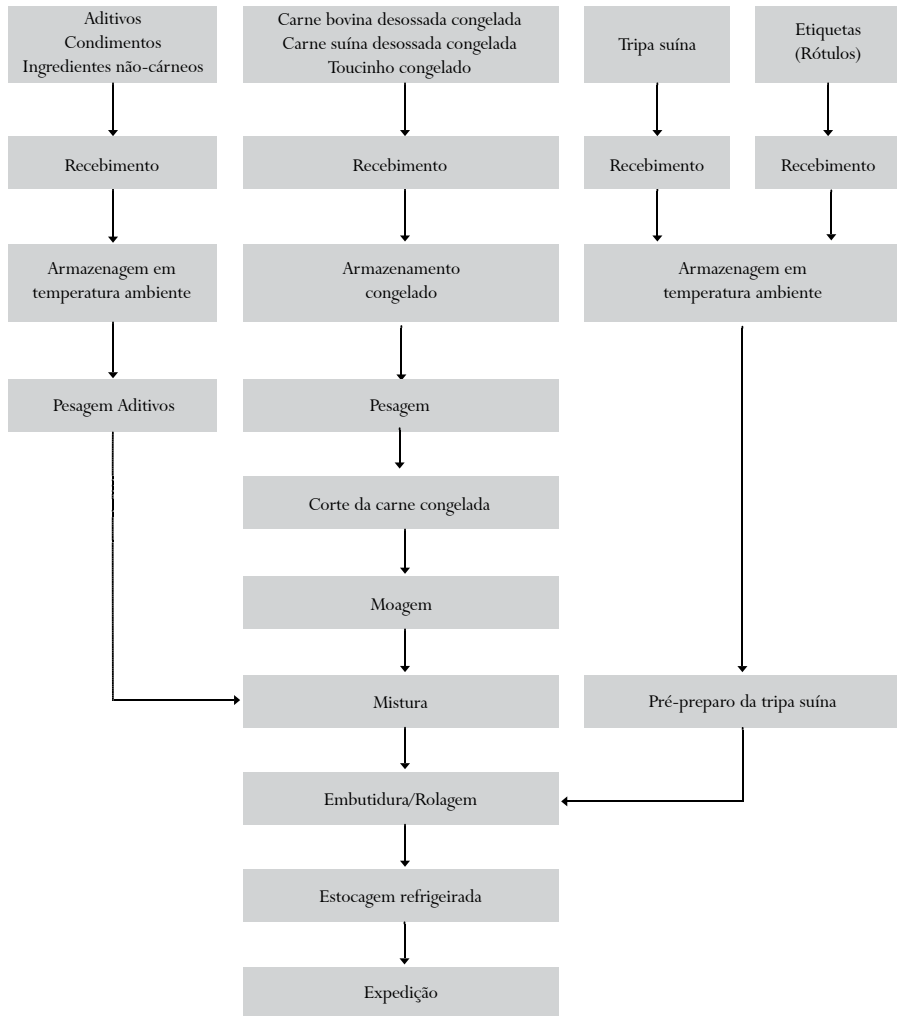 Aditivos
Condimentos
Ingredientes não-cárneos
Carne bovina desossada congelada
Carne suína desossada congelada
Toucinho congelado
Tripa suína
Etiquetas
(Rótulos)
Recebimento
Recebimento
Recebimento
Recebimento
Armazenagem em
temperatura ambiente
Armazenamento
congelado
Armazenagem em
temperatura ambiente
Pesagem Aditivos
Pesagem
Corte da carne congelada
Moagem
Mistura
Pré-preparo da tripa suína
Embutidura/Rolagem
Estocagem refrigeirada
Expedição